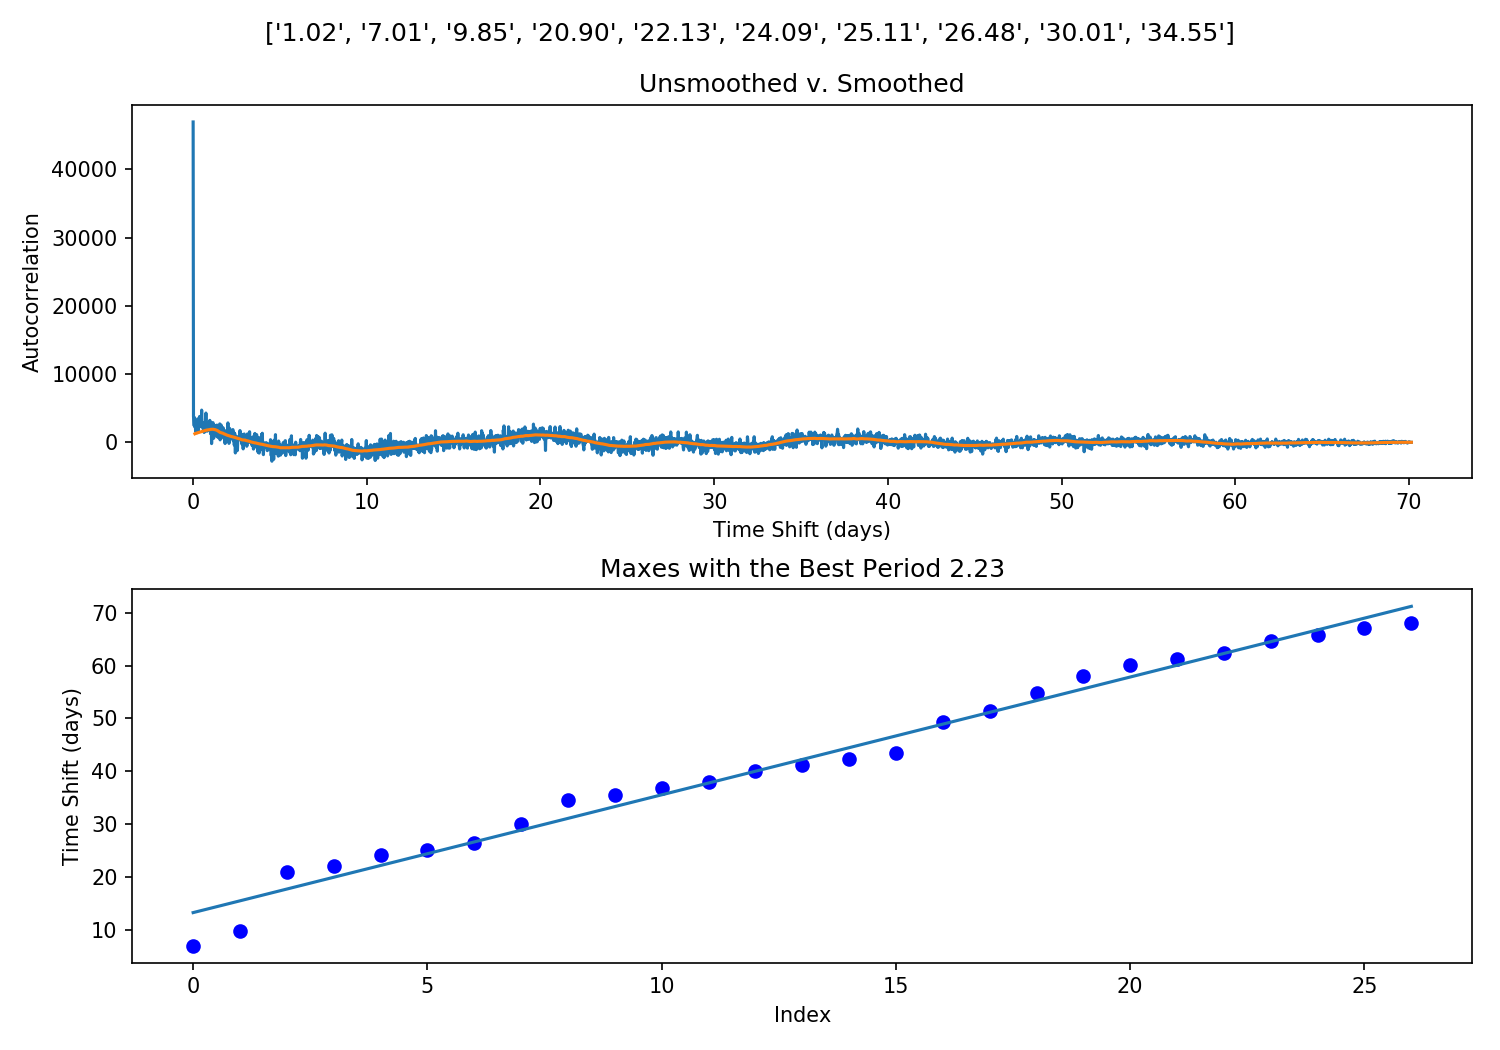 ['1.02', '7.01', '9.85', '20.90', '22.13', '24.09', '25.11', '26.48', '30.01', '34.55']
Unsmoothed v. Smoothed
Autocorrelation
40000
30000
20000
10000
0
0 10 20 30 40 50 60 70
Time Shift (days)
Maxes with the Best Period 2.23
Time Shift (days)
70
60
50
40
30
20
10
0 5 10 15 20 25
Index